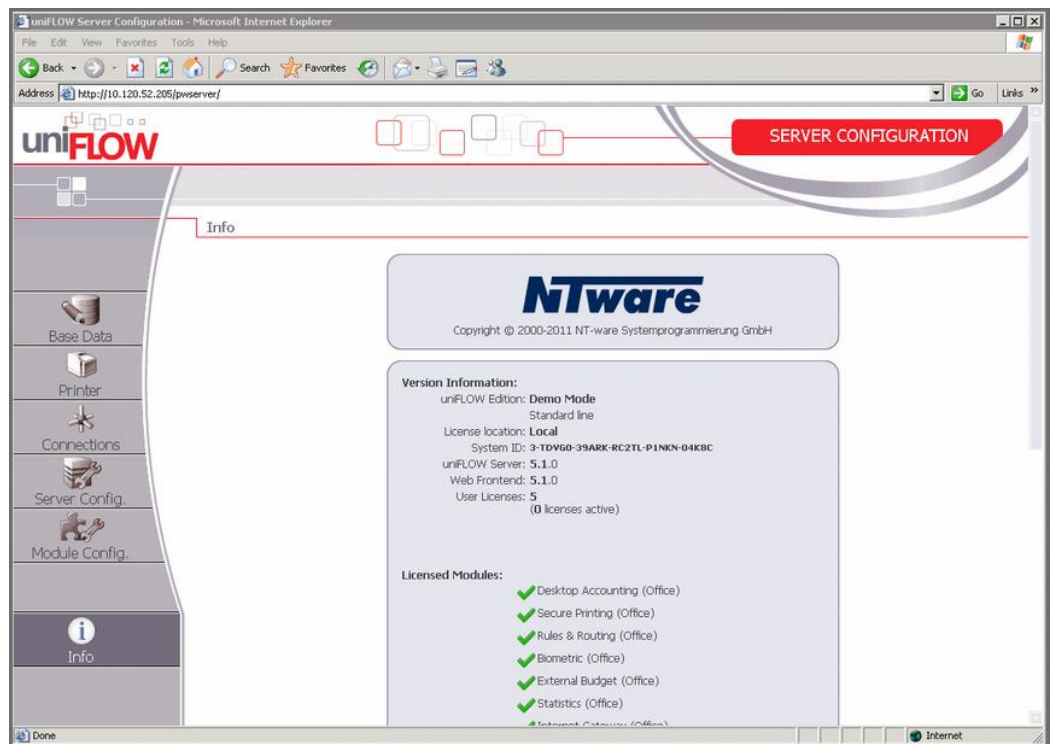 uniFLOW Server Configuration - Microsoft Internet Explorer
File Edit View Favorites Tools Help
Back Search Favorites
Address http://10.120.52.205/pwserver/ Go Links »
uniFLOW
SERVER CONFIGURATION
Info
NTware
Copyright © 2000-2011 NT-ware Systemprogrammierung GmbH
Base Data
Printer
Connections
Server Config.
Module Config.
Info
Version Information:
uniFLOW Edition: Demo Mode
Standard line
License location: Local
System ID: 3-TDVG0-39ARK-RC2TL-P1NKN-04K8C
uniFLOW Server: 5.1.0
Web Frontend: 5.1.0
User Licenses: 5
(0 licenses active)
Licensed Modules:
Desktop Accounting (Office)
Secure Printing (Office)
Rules & Routing (Office)
Biometric (Office)
External Budget (Office)
Statistics (Office)
Internet Gateway (Office)
Done Internet